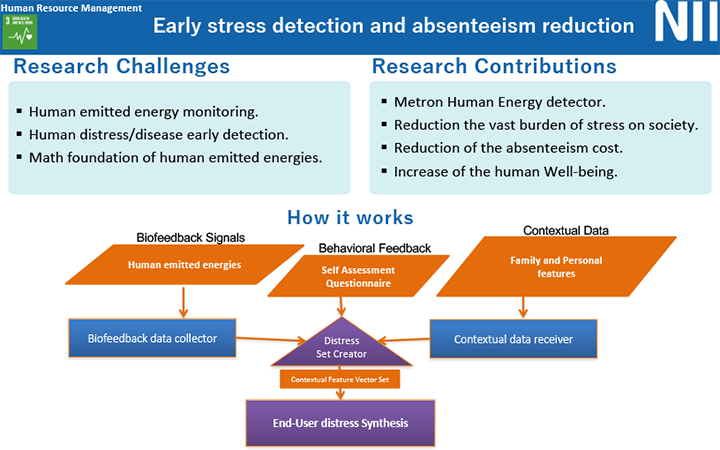 Human Resource Management
3 GOOD HEALTH
AND WELL-BEING
Early stress detection and absenteeism reduction
NII
Research Challenges
▪ Human emitted energy monitoring.
▪ Human distress/disease early detection.
▪ Math foundation of human emitted energies.
Research Contributions
▪ Metron Human Energy detector.
▪ Reduction the vast burden of stress on society.
▪ Reduction of the absenteeism cost.
▪ Increase of the human Well-being.
How it works
Biofeedback Signals
Human emitted energies
Behavioral Feedback
Self Assessment
Questionnaire
Contextual Data
Family and Personal
features
Biofeedback data collector
Distress
Set Creator
Contextual data receiver
Contextual Feature Vector Set
End-User distress Synthesis